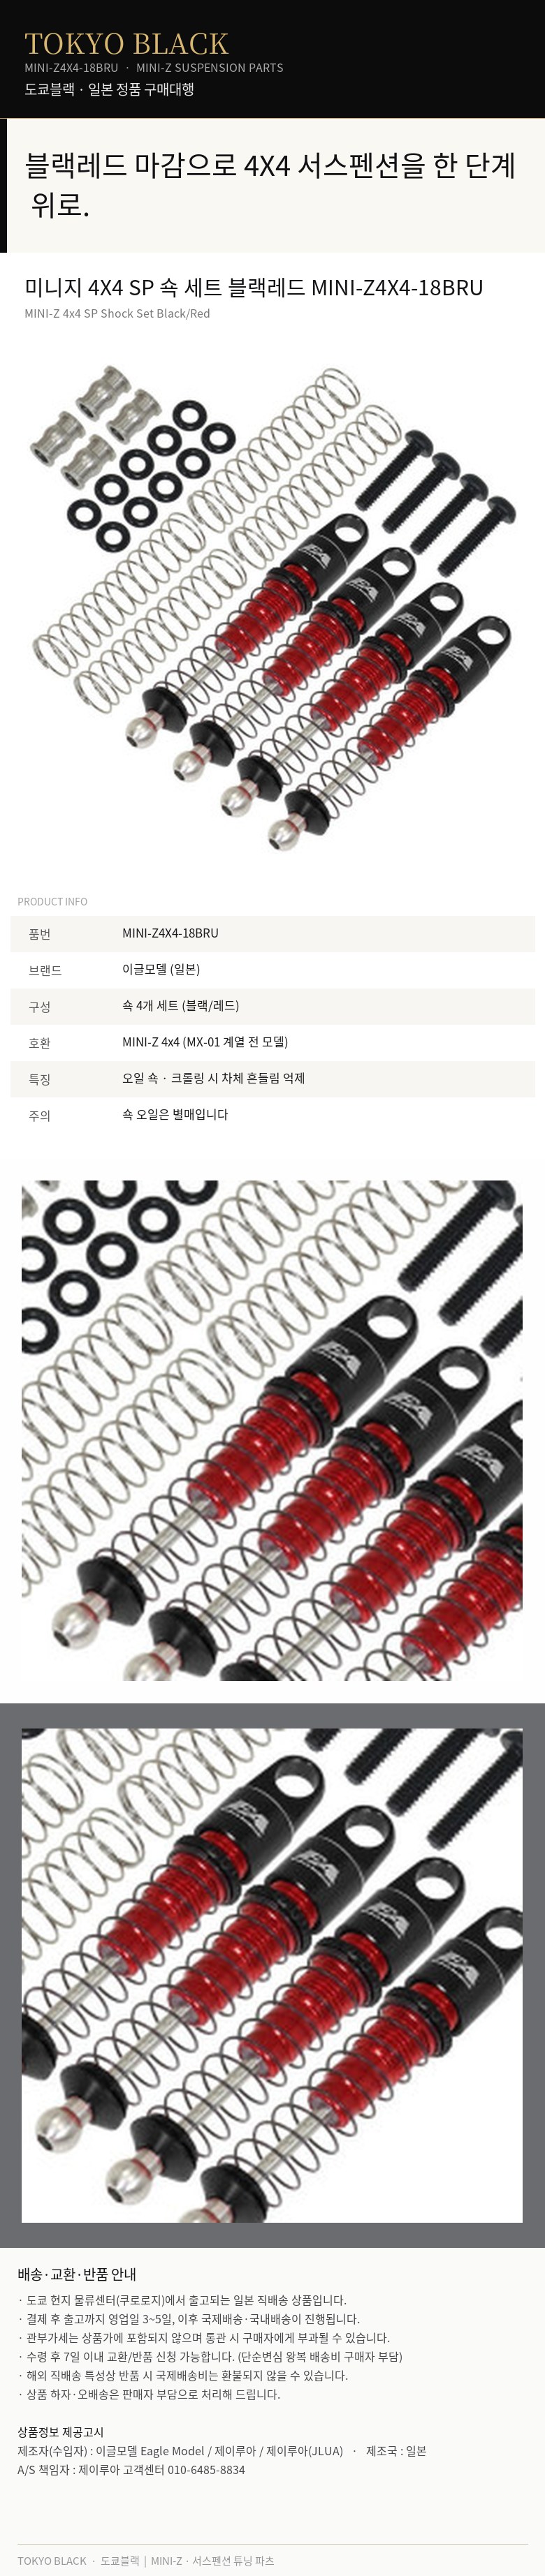 TOKYO BLACK
MINI-Z4X4-18BRU · MINI-Z SUSPENSION PARTS
도쿄블랙 · 일본 정품 구매대행
블랙레드 마감으로 4X4 서스펜션을 한 단계
위로.
미니지 4X4 SP 쇽 세트 블랙레드 MINI-Z4X4-18BRU
MINI-Z 4x4 SP Shock Set Black/Red
PRODUCT INFO
품번 MINI-Z4X4-18BRU
브랜드 이글모델 (일본)
구성 쇽 4개 세트 (블랙/레드)
호환 MINI-Z 4x4 (MX-01 계열 전 모델)
특징 오일 쇽 · 크롤링 시 차체 흔들림 억제
주의 쇽 오일은 별매입니다
배송·교환·반품 안내
· 도쿄 현지 물류센터(쿠로로지)에서 출고되는 일본 직배송 상품입니다.
· 결제 후 출고까지 영업일 3~5일, 이후 국제배송·국내배송이 진행됩니다.
· 관부가세는 상품가에 포함되지 않으며 통관 시 구매자에게 부과될 수 있습니다.
· 수령 후 7일 이내 교환/반품 신청 가능합니다. (단순변심 왕복 배송비 구매자 부담)
· 해외 직배송 특성상 반품 시 국제배송비는 환불되지 않을 수 있습니다.
· 상품 하자·오배송은 판매자 부담으로 처리해 드립니다.
상품정보 제공고시
제조자(수입자) : 이글모델 Eagle Model / 제이루아 / 제이루아(JLUA) · 제조국 : 일본
A/S 책임자 : 제이루아 고객센터 010-6485-8834
TOKYO BLACK · 도쿄블랙 | MINI-Z · 서스펜션 튜닝 파츠